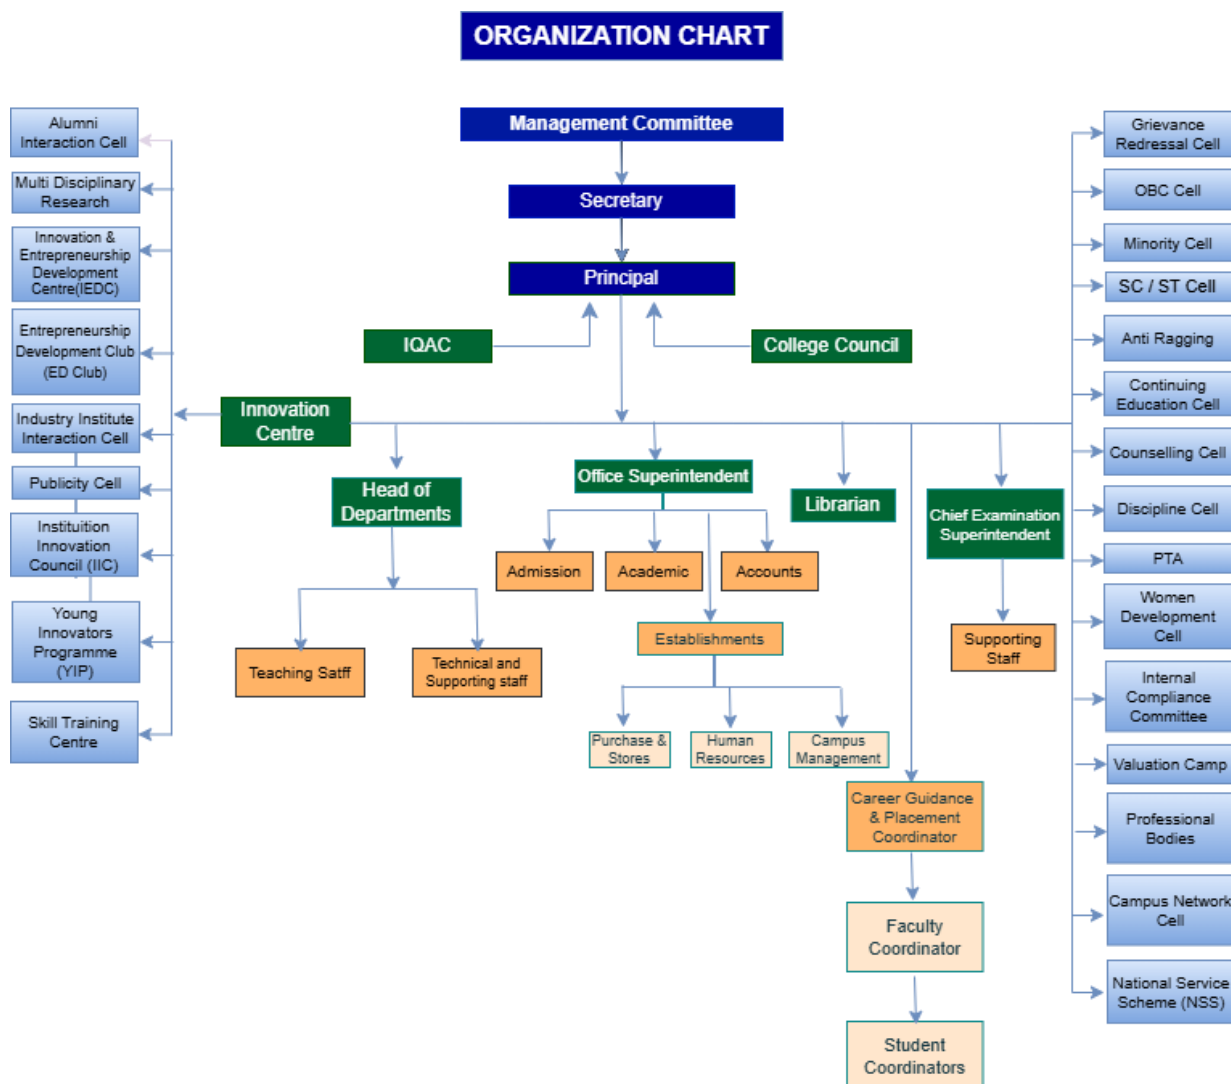 ORGANIZATION CHART
Management Committee
Secretary
Principal
IQAC
College Council
Innovation
Centre
Head of
Departments
Office Superintendent
Librarian
Chief Examination
Superintendent
Admission
Academic
Accounts
Establishments
Supporting
Staff
Teaching Satff
Technical and
Supporting staff
Purchase &
Stores
Human
Resources
Campus
Management
Career Guidance
& Placement
Coordinator
Faculty
Coordinator
Student
Coordinators
Alumni
Interaction Cell
Multi Disciplinary
Research
Innovation &
Entrepreneurship
Development
Centre(IEDC)
Entrepreneurship
Development Club
(ED Club)
Industry Institute
Interaction Cell
Publicity Cell
Instituition
Innovation
Council (IIC)
Young
Innovators
Programme
(YIP)
Skill Training
Centre
Grievance
Redressal Cell
OBC Cell
Minority Cell
SC / ST Cell
Anti Ragging
Continuing
Education Cell
Counselling Cell
Discipline Cell
PTA
Women
Development
Cell
Internal
Compliance
Committee
Valuation Camp
Professional
Bodies
Campus Network
Cell
National Service
Scheme (NSS)